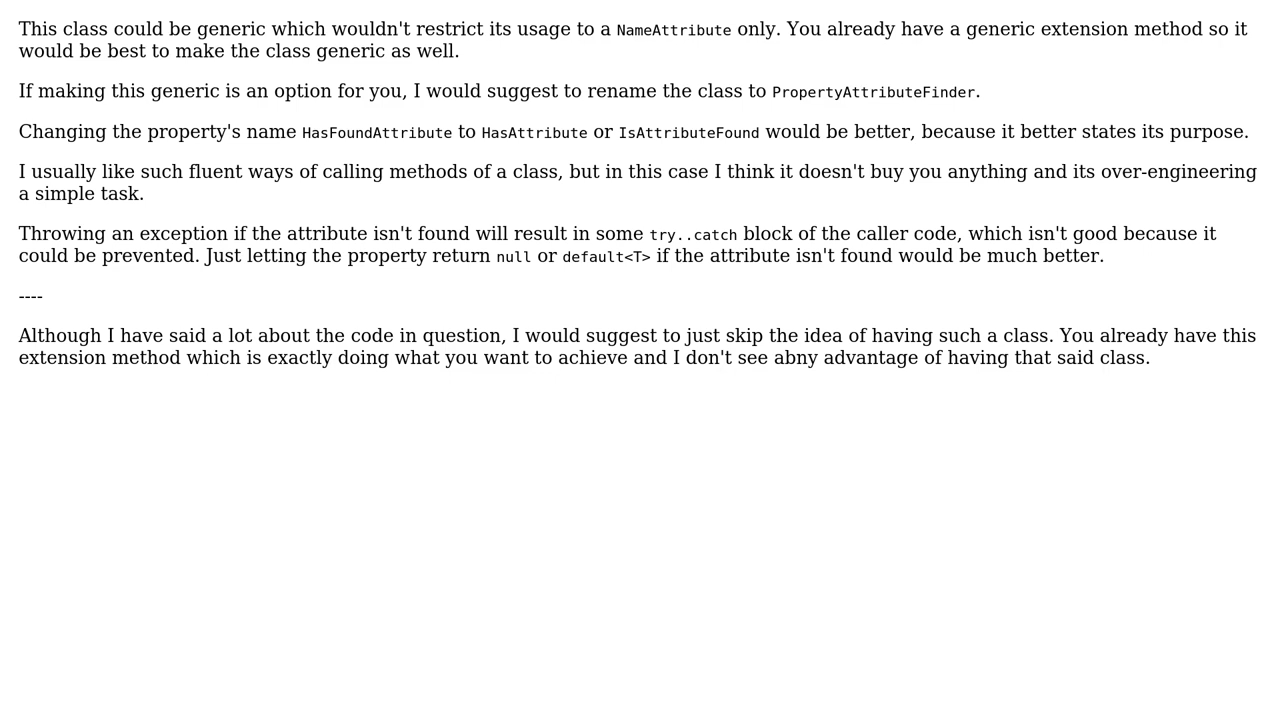 This class could be generic which wouldn't restrict its usage to a NameAttribute only. You already have a generic extension method so it
would be best to make the class generic as well.
If making this generic is an option for you, I would suggest to rename the class to PropertyAttributeFinder.
Changing the property's name HasFoundAttribute to HasAttribute or IsAttributeFound would be better, because it better states its purpose.
I usually like such fluent ways of calling methods of a class, but in this case I think it doesn't buy you anything and its over-engineering
a simple task.
Throwing an exception if the attribute isn't found will result in some try..catch block of the caller code, which isn't good because it
could be prevented. Just letting the property return null or default<T> if the attribute isn't found would be much better.
----
Although I have said a lot about the code in question, I would suggest to just skip the idea of having such a class. You already have this
extension method which is exactly doing what you want to achieve and I don't see abny advantage of having that said class.